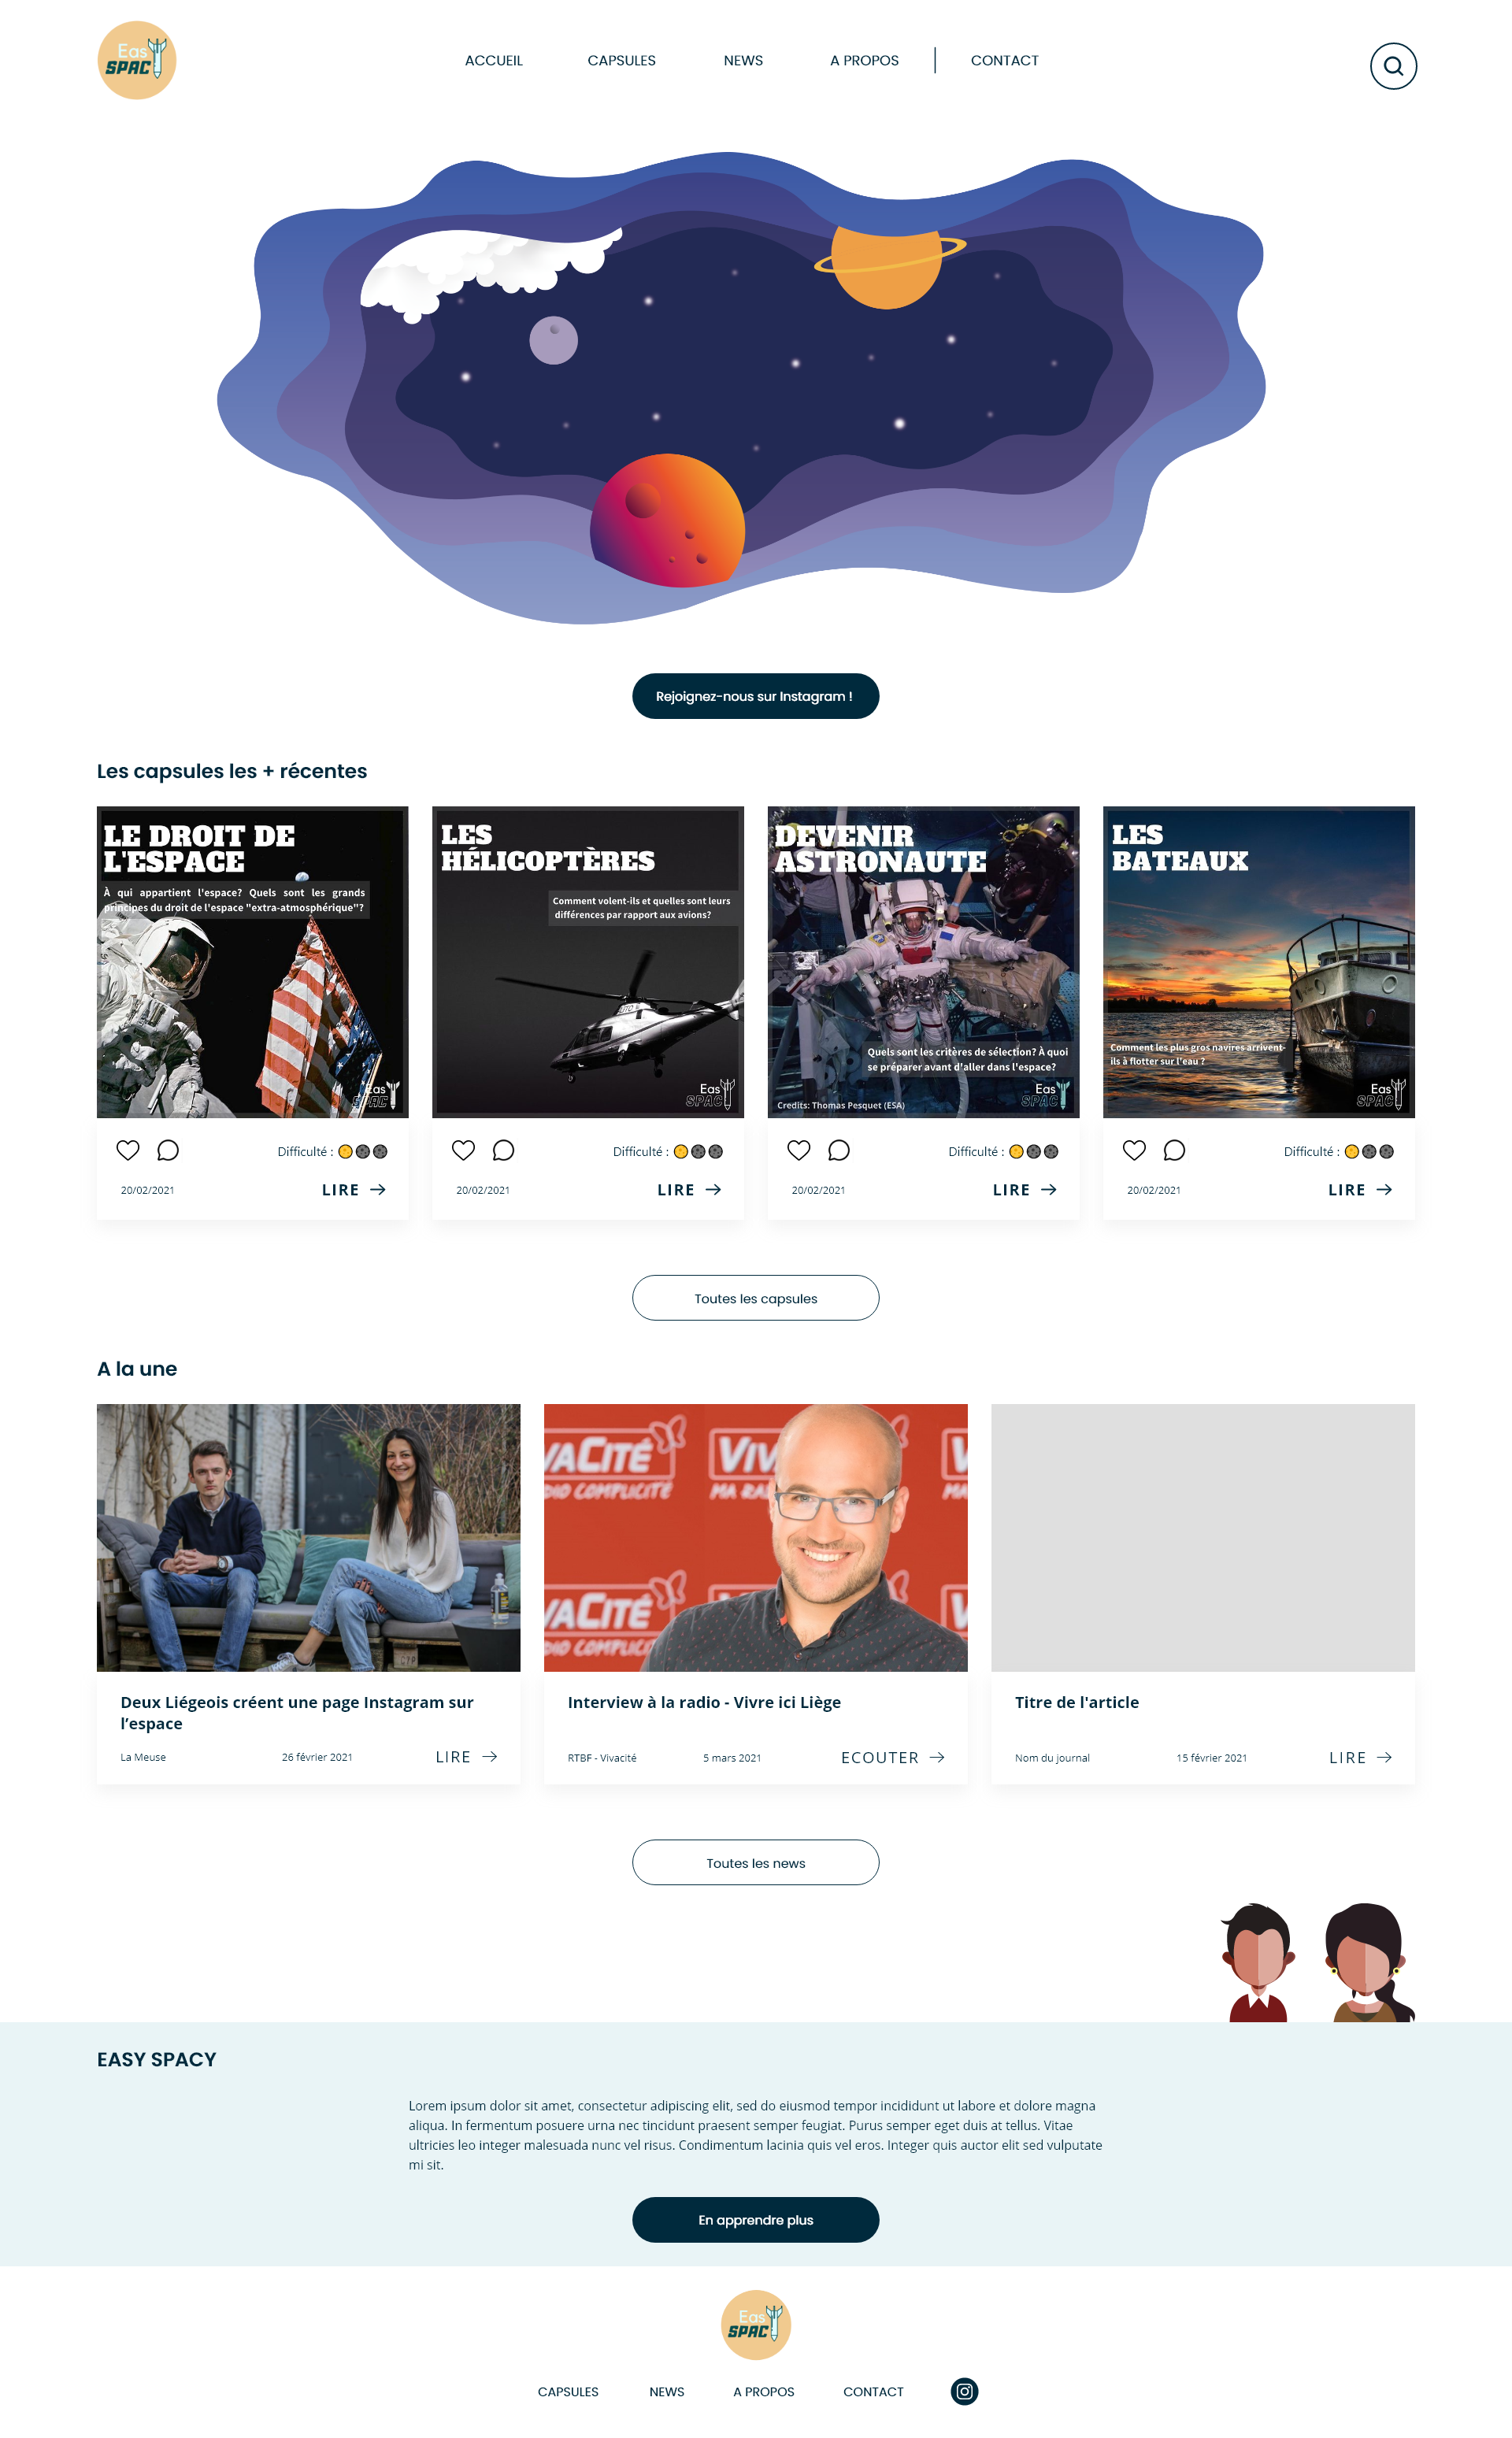 Eas
SPAC
ACCUEIL
CAPSULES
NEWS
A PROPOS
CONTACT
Rejoignez-nous sur Instagram !
Les capsules les + récentes
LE DROIT DE
L'ESPACE
À qui appartient l'espace? Quels sont les grands
principes du droit de l'espace "extra-atmosphérique"?
Eas
SPAC
Difficulté :
20/02/2021
LIRE
LES
HÉLICOPTÈRES
Comment volent-ils et quelles sont leurs
différences par rapport aux avions?
Eas
SPAC
Difficulté :
20/02/2021
LIRE
DEVENIR
ASTRONAUTE
Quels sont les critères de sélection? À quoi
se préparer avant d'aller dans l'espace?
Eas
SPAC
Credits: Thomas Pesquet (ESA)
Difficulté :
20/02/2021
LIRE
LES
BATEAUX
Comment les plus gros navires arrivent-
ils à flotter sur l'eau ?
Eas
SPAC
Difficulté :
20/02/2021
LIRE
Toutes les capsules
A la une
Deux Liégeois créent une page Instagram sur
l’espace
La Meuse
26 février 2021
LIRE
VACITÉ
DIO COMPLICITÉ
VIV
MA RAD
VACITÉ
DIO COMPLICITÉ
Interview à la radio - Vivre ici Liège
RTBF - Vivacité
5 mars 2021
ECOUTER
Titre de l'article
Nom du journal
15 février 2021
LIRE
Toutes les news
EASY SPACY
Lorem ipsum dolor sit amet, consectetur adipiscing elit, sed do eiusmod tempor incididunt ut labore et dolore magna
aliqua. In fermentum posuere urna nec tincidunt praesent semper feugiat. Purus semper eget duis at tellus. Vitae
ultricies leo integer malesuada nunc vel risus. Condimentum lacinia quis vel eros. Integer quis auctor elit sed vulputate
mi sit.
En apprendre plus
Eas
SPAC
CAPSULES
NEWS
A PROPOS
CONTACT